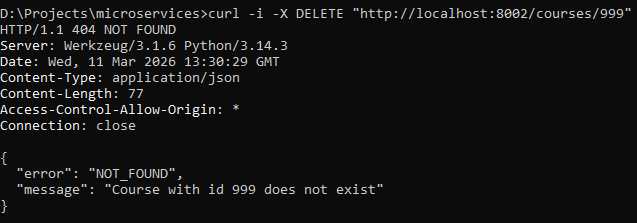 D:\Projects\microservices>curl -i -X DELETE "http://localhost:8002/courses/999"
HTTP/1.1 404 NOT FOUND
Server: Werkzeug/3.1.6 Python/3.14.3
Date: Wed, 11 Mar 2026 13:30:29 GMT
Content-Type: application/json
Content-Length: 77
Access-Control-Allow-Origin: *
Connection: close

{
  "error": "NOT_FOUND",
  "message": "Course with id 999 does not exist"
}